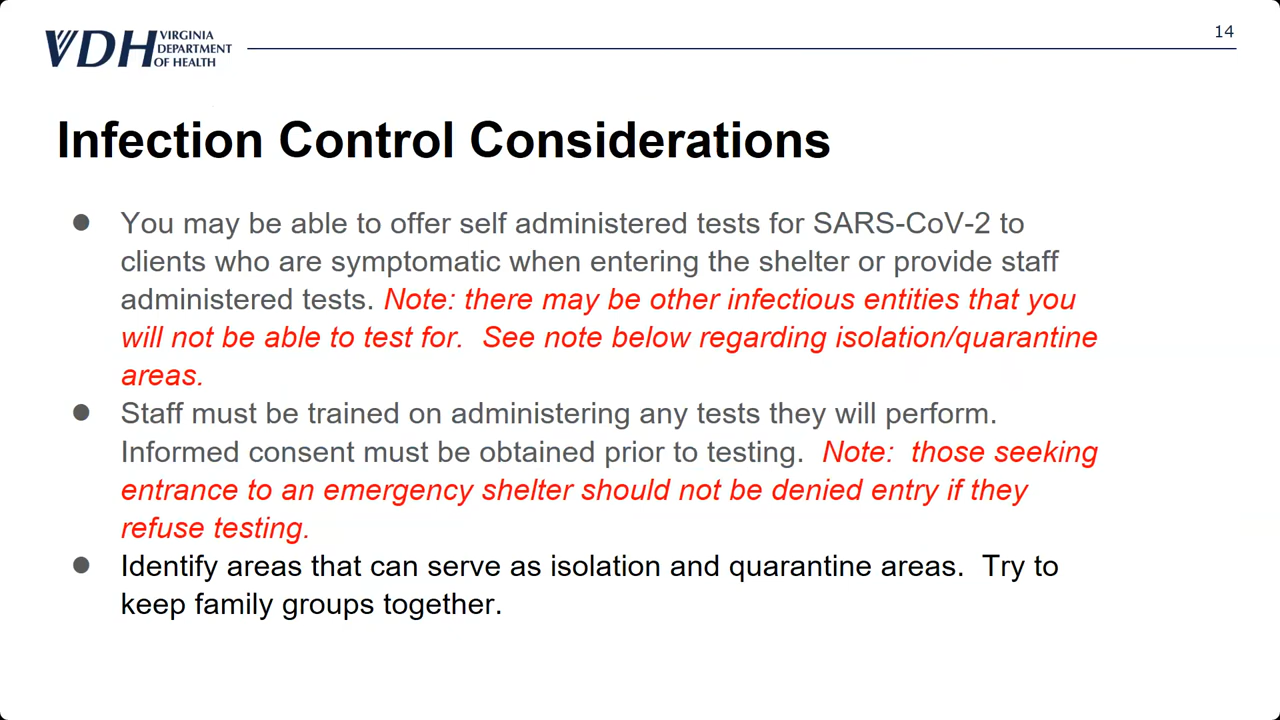 VDH VIRGINIA
DEPARTMENT
OF HEALTH
14
Infection Control Considerations
● You may be able to offer self administered tests for SARS-CoV-2 to
clients who are symptomatic when entering the shelter or provide staff
administered tests. Note: there may be other infectious entities that you
will not be able to test for.  See note below regarding isolation/quarantine
areas.
● Staff must be trained on administering any tests they will perform.
Informed consent must be obtained prior to testing.  Note:  those seeking
entrance to an emergency shelter should not be denied entry if they
refuse testing.
● Identify areas that can serve as isolation and quarantine areas.  Try to
keep family groups together.